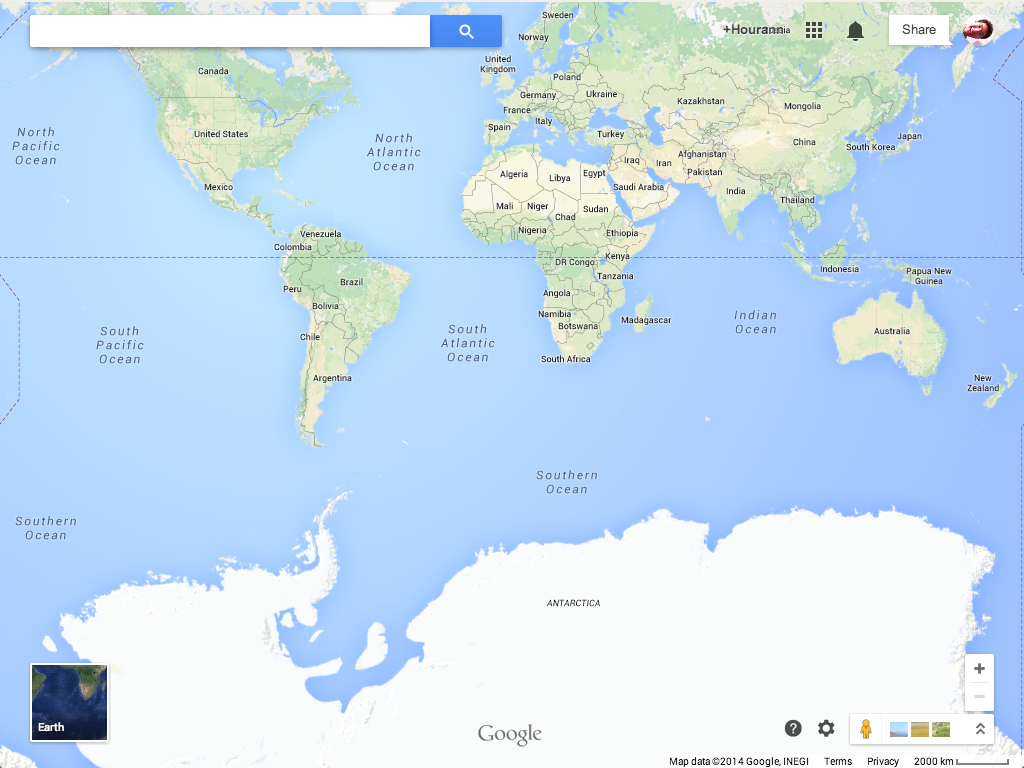 Sweden
Norway
+Hourann
Share
United
Kingdom
Canada
Poland
Germany
Ukraine
Kazakhstan
Mongolia
France
Italy
Spain
Turkey
United States
North
Pacific
Ocean
North
Atlantic
Ocean
Japan
South Korea
China
Afghanistan
Iraq
Iran
Pakistan
Algeria
Libya
Egypt
Saudi Arabia
India
Mexico
Thailand
Mali
Niger
Chad
Sudan
Nigeria
Ethiopia
Venezuela
Colombia
Kenya
DR Congo
Tanzania
Indonesia
Papua New
Guinea
Peru
Brazil
Bolivia
Angola
Namibia
Botswana
Madagascar
South
Pacific
Ocean
Chile
South
Atlantic
Ocean
Indian
Ocean
Australia
South Africa
Argentina
New
Zealand
Southern
Ocean
Southern
Ocean
ANTARCTICA
Earth
Google
Map data ©2014 Google, INEGI Terms Privacy 2000 km